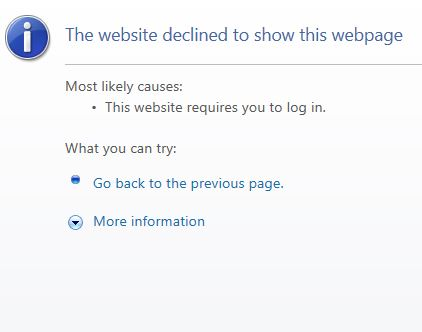 The website declined to show this webpage
Most likely causes:
• This website requires you to log in.
What you can try:
Go back to the previous page.
More information